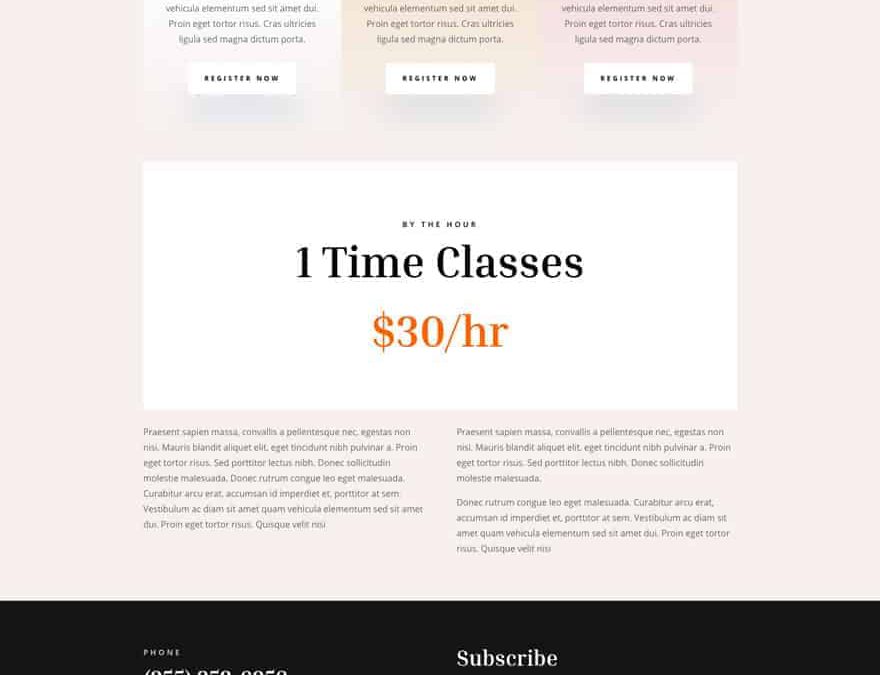 vehicula elementum sed sit amet dui.
Proin eget tortor risus. Cras ultricies
ligula sed magna dictum porta.
REGISTER NOW
vehicula elementum sed sit amet dui.
Proin eget tortor risus. Cras ultricies
ligula sed magna dictum porta.
REGISTER NOW
vehicula elementum sed sit amet dui.
Proin eget tortor risus. Cras ultricies
ligula sed magna dictum porta.
REGISTER NOW
BY THE HOUR
1 Time Classes
$30/hr
Praesent sapien massa, convallis a pellentesque nec, egestas non
nisi. Mauris blandit aliquet elit, eget tincidunt nibh pulvinar a. Proin
eget tortor risus. Sed porttitor lectus nibh. Donec sollicitudin
molestie malesuada. Donec rutrum congue leo eget malesuada.
Curabitur arcu erat, accumsan id imperdiet et, porttitor at sem.
Vestibulum ac diam sit amet quam vehicula elementum sed sit amet
dui. Proin eget tortor risus. Quisque velit nisi
Praesent sapien massa, convallis a pellentesque nec, egestas non
nisi. Mauris blandit aliquet elit, eget tincidunt nibh pulvinar a. Proin
eget tortor risus. Sed porttitor lectus nibh. Donec sollicitudin
molestie malesuada.
Donec rutrum congue leo eget malesuada. Curabitur arcu erat,
accumsan id imperdiet et, porttitor at sem. Vestibulum ac diam sit
amet quam vehicula elementum sed sit amet dui. Proin eget tortor
risus. Quisque velit nisi
PHONE
Subscribe